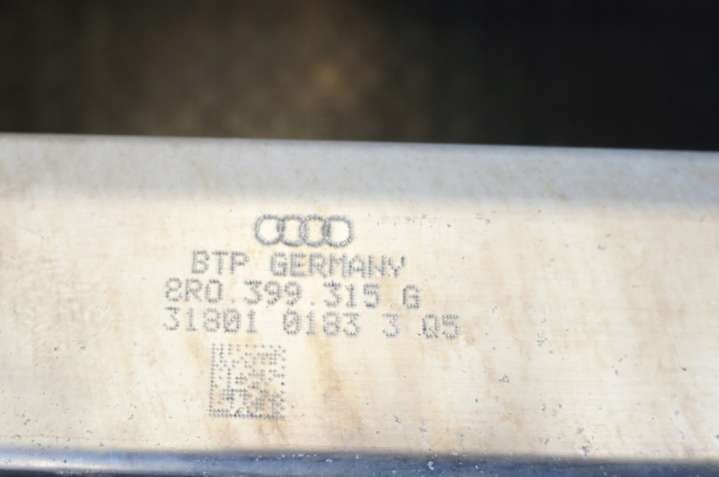 BTP GERMANY
8R0.399.315 G
31801 0183 3 Q5